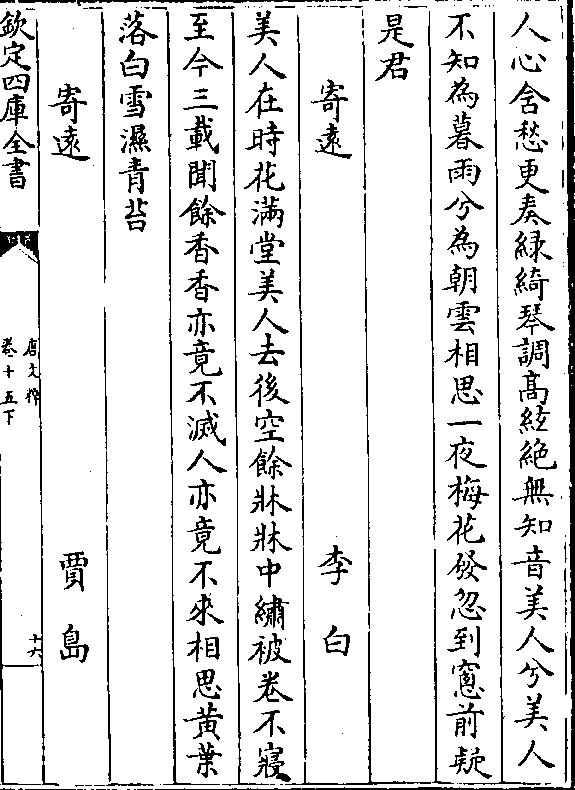 人心含愁更奏緑綺琴調髙絃絶無知音美人兮美人
不知為暮雨兮為朝雲相思一夜梅花發忽到窻前疑
是君
寄遠 李白
美人在時花滿堂美人去後空餘牀牀中繡被卷不寢
至今三載聞餘香香亦竟不滅人亦竟不來相思黄葉
落白雪濕青苔
寄遠 賈島
欽定四庫全書 唐文粹 卷十五下 十六